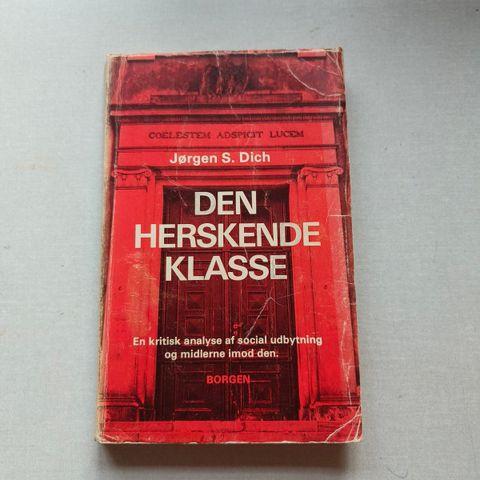 COELESTEM ADSPICIT LUCEM
Jørgen S. Dich
DEN
HERSKENDE
KLASSE
En kritisk analyse af social udbytning
og midlerne imod den.
BORGEN